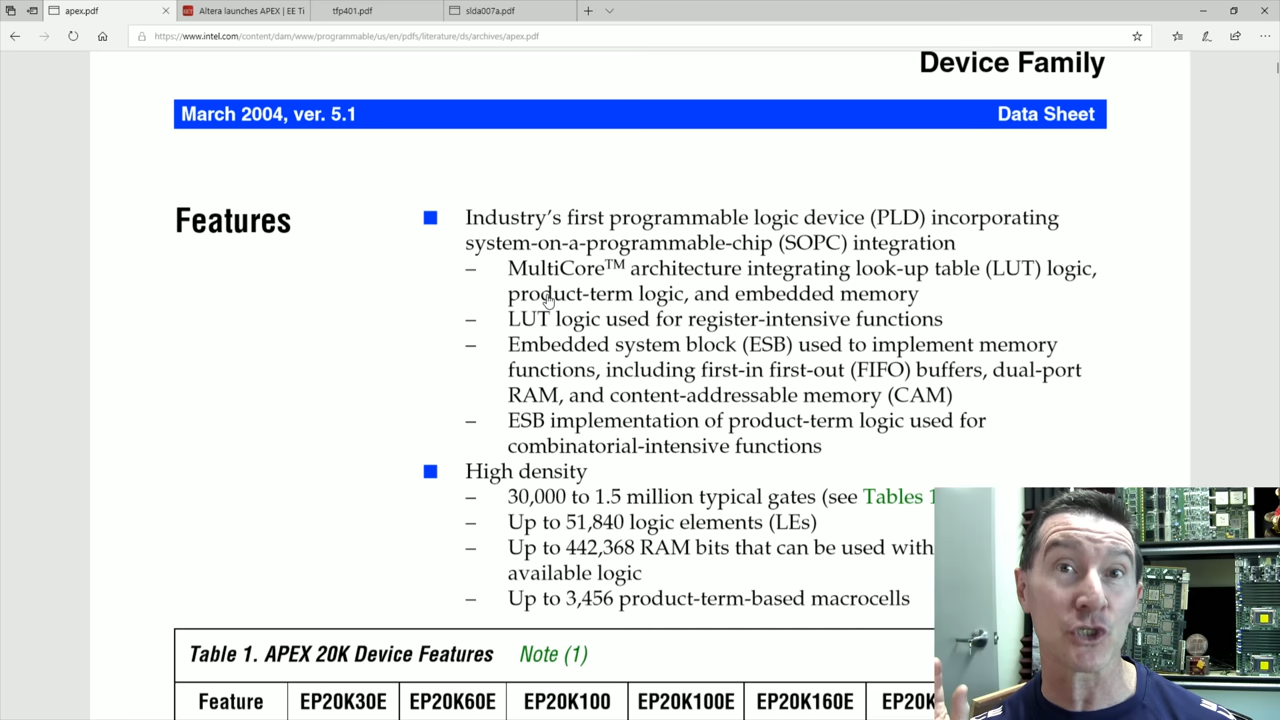 apex.pdf
Altera launches APEX | EE Ti
tfp401.pdf
slda007a.pdf
https://www.intel.com/content/dam/www/programmable/us/en/pdfs/literature/ds/archives/apex.pdf
Device Family
March 2004, ver. 5.1
Data Sheet
Features
■ Industry’s first programmable logic device (PLD) incorporating
system-on-a-programmable-chip (SOPC) integration
– MultiCore™ architecture integrating look-up table (LUT) logic,
product-term logic, and embedded memory
– LUT logic used for register-intensive functions
– Embedded system block (ESB) used to implement memory
functions, including first-in first-out (FIFO) buffers, dual-port
RAM, and content-addressable memory (CAM)
– ESB implementation of product-term logic used for
combinatorial-intensive functions
■ High density
– 30,000 to 1.5 million typical gates (see Tables 1
– Up to 51,840 logic elements (LEs)
– Up to 442,368 RAM bits that can be used with
available logic
– Up to 3,456 product-term-based macrocells
Table 1. APEX 20K Device Features Note (1)
Feature EP20K30E EP20K60E EP20K100 EP20K100E EP20K160E EP20K